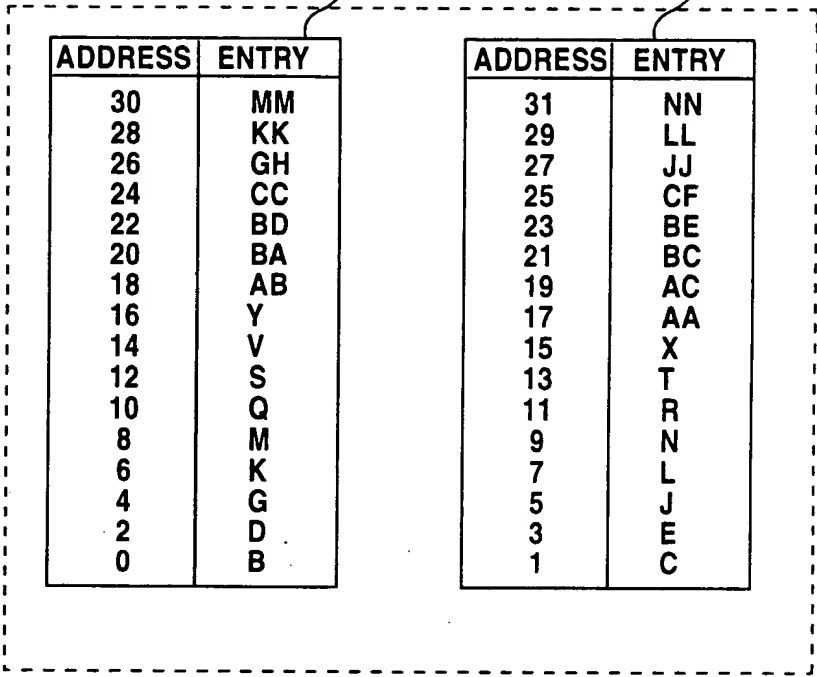 ADDRESS ENTRY
30 MM
28 KK
26 GH
24 CC
22 BD
20 BA
18 AB
16 Y
14 V
12 S
10 Q
8 M
6 K
4 G
2 D
0 B
ADDRESS ENTRY
31 NN
29 LL
27 JJ
25 CF
23 BE
21 BC
19 AC
17 AA
15 X
13 T
11 R
9 N
7 L
5 J
3 E
1 C